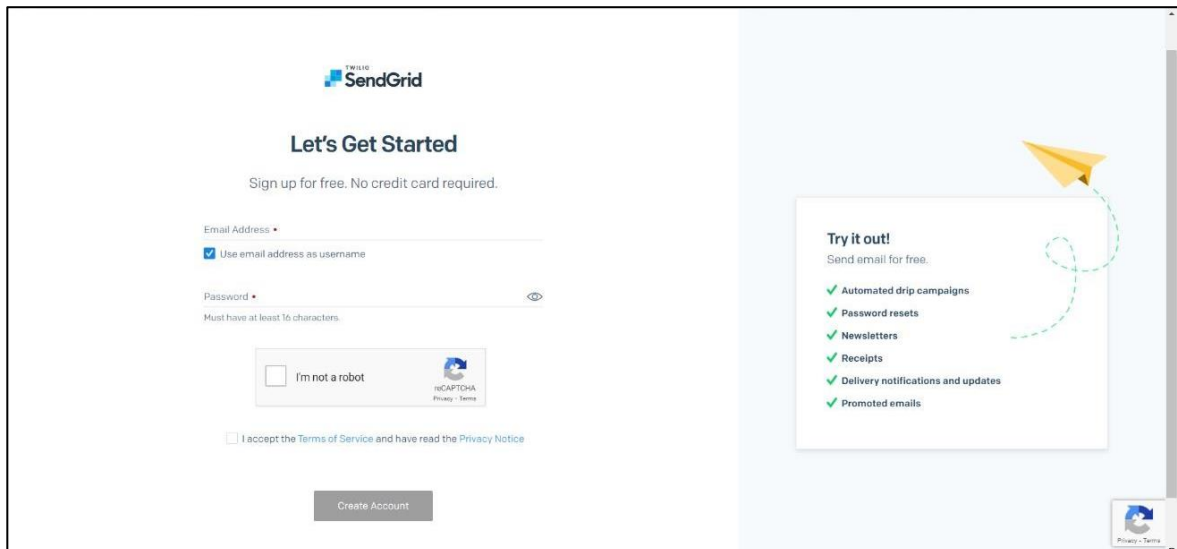 TWILIO
SendGrid
Let's Get Started
Sign up for free. No credit card required.
Email Address •
Use email address as username
Password •
Must have at least 16 characters.
I'm not a robot
reCAPTCHA
Privacy - Terms
I accept the Terms of Service and have read the Privacy Notice
Create Account
Try it out!
Send email for free.
Automated drip campaigns
Password resets
Newsletters
Receipts
Delivery notifications and updates
Promoted emails
Privacy - Terms